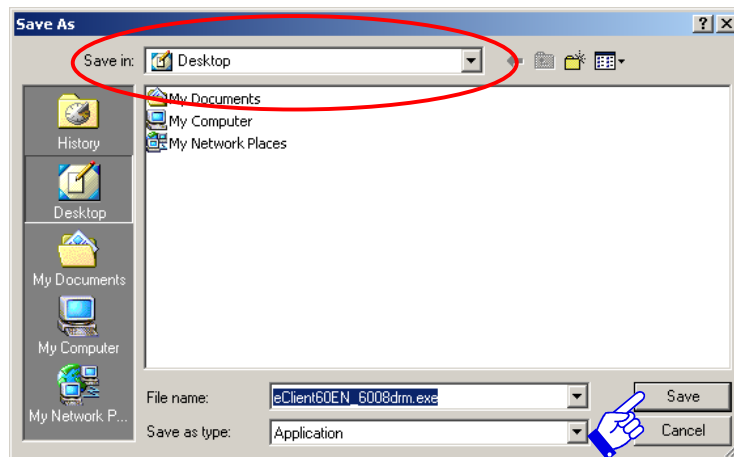 Save As
Save in: Desktop
My Documents
My Computer
My Network Places
History
Desktop
My Documents
My Computer
My Network P...
File name: eClient60EN_6008drm.exe Save
Save as type: Application Cancel